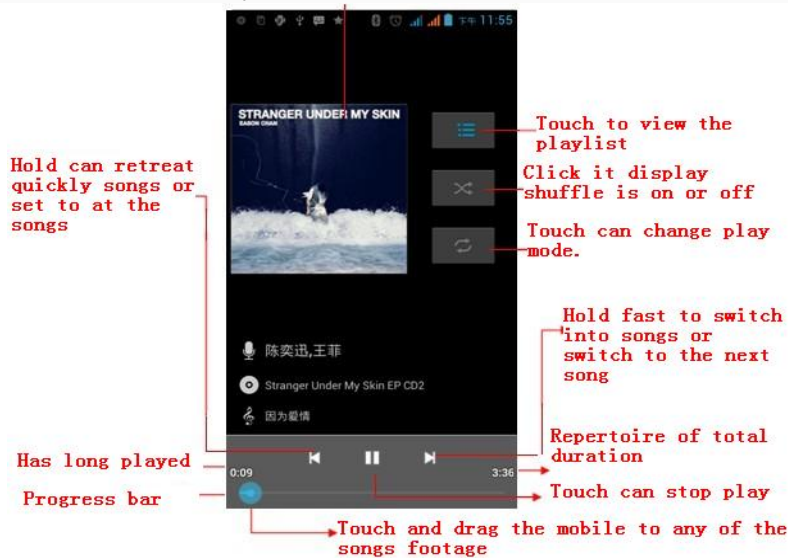 下午 11:55
STRANGER UNDER MY SKIN
EASON CHAN
Touch to view the
playlist
Hold can retreat
quickly songs or
set to at the
songs
Click it display
shuffle is on or off
Touch can change play
mode.
Hold fast to switch
into songs or
switch to the next
song
陈奕迅,王菲
Stranger Under My Skin EP CD2
因为爱情
Repertoire of total
duration
Has long played
0:09
3:36
Progress bar
Touch can stop play
Touch and drag the mobile to any of the
songs footage